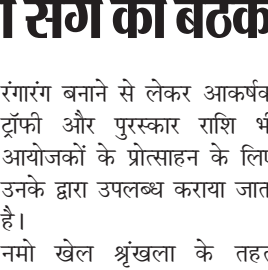 संग की बैठक
रंगारंग बनाने से लेकर आकर्षक
ट्रॉफी और पुरस्कार राशि भी
आयोजकों के प्रोत्साहन के लिए
उनके द्वारा उपलब्ध कराया जाता
है।
नमो खेल श्रृंखला के तहत